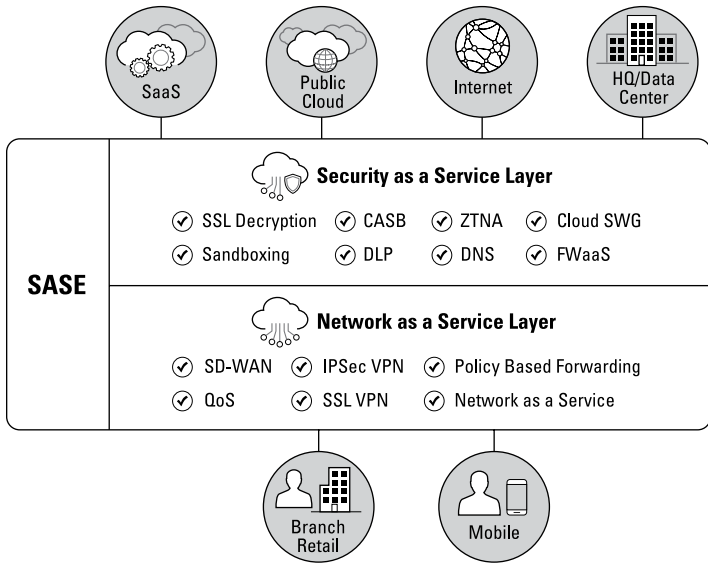 SaaS
Public
Cloud
Internet
HQ/Data
Center
SASE
Security as a Service Layer
SSL Decryption CASB ZTNA Cloud SWG
Sandboxing DLP DNS FWaaS
Network as a Service Layer
SD-WAN IPSec VPN Policy Based Forwarding
QoS SSL VPN Network as a Service
Branch
Retail
Mobile